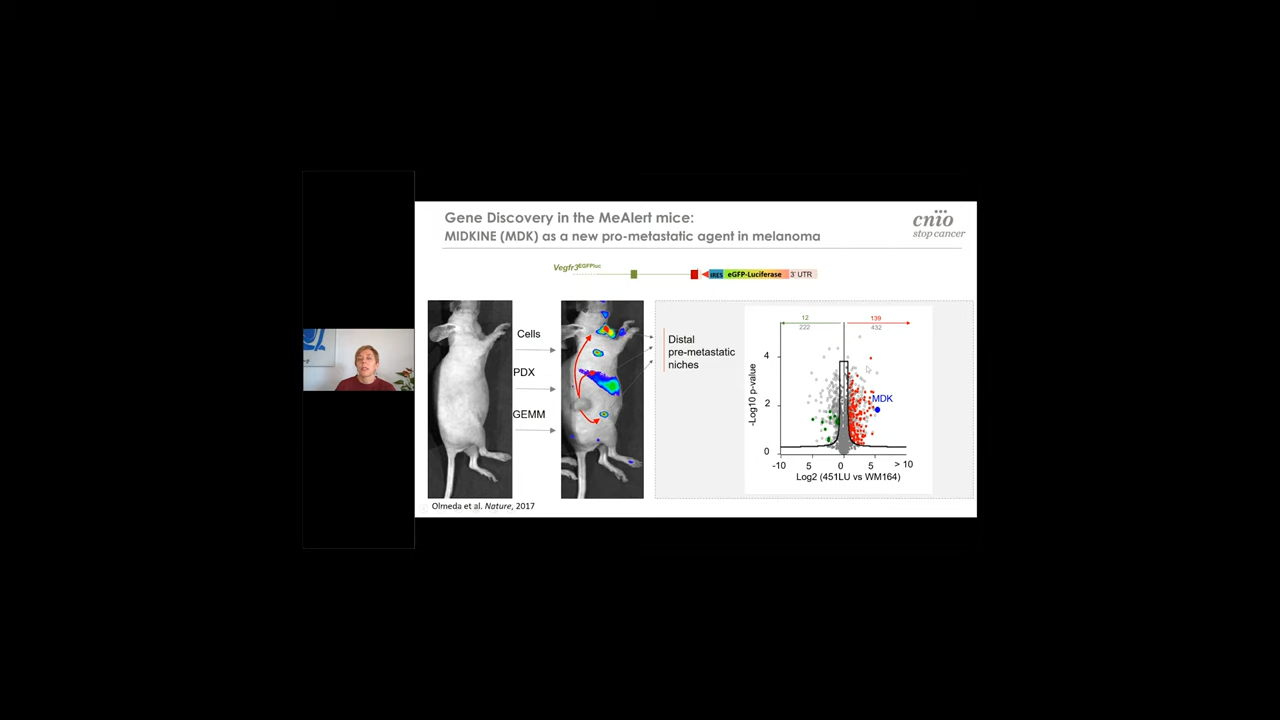 Gene Discovery in the MeAlert mice:
MIDKINE (MDK) as a new pro-metastatic agent in melanoma
cnio
stop cancer
Vegfr3EGFPluc
IRES eGFP-Luciferase 3' UTR
Cells
PDX
GEMM
Distal
pre-metastatic
niches
12 139
222 432
4
2
0
-Log10 p-value
MDK
-10 5 0 5 > 10
Log2 (451LU vs WM164)
Olmeda et al. Nature, 2017